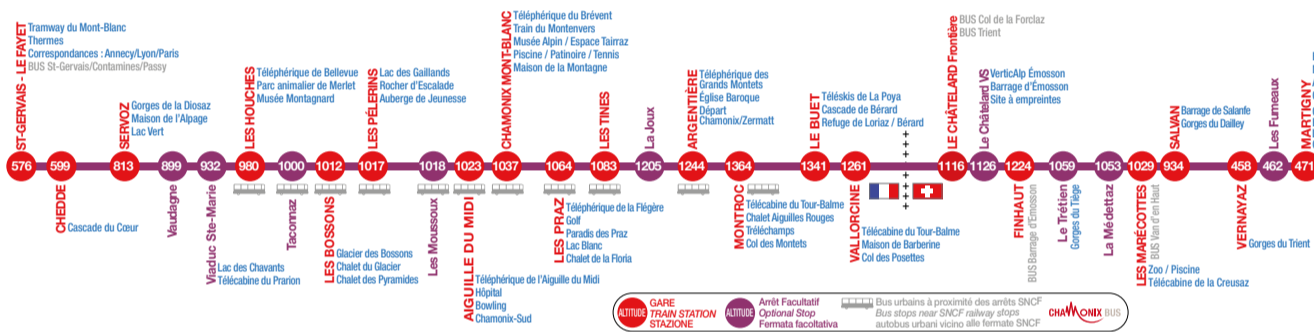 ST-GERVAIS - LE FAYET
Tramway du Mont-Blanc
Thermes
Correspondances : Annecy/Lyon/Paris
BUS St-Gervais/Contamines/Passy
576
599
CHEDDE
Cascade du Cœur
SERVOZ
Gorges de la Diosaz
Maison de l'Alpage
Lac Vert
813
899
Vaudagne
932
Viaduc Ste-Marie
Lac des Chavants
Télécabine du Prarion
LES HOUCHES
Téléphérique de Bellevue
Parc animalier de Merlet
Musée Montagnard
980
1000
Taconnaz
1012
LES BOSSONS
Glacier des Bossons
Chalet du Glacier
Chalet des Pyramides
LES PÉLERINS
Lac des Gaillands
Rocher d'Escalade
Auberge de Jeunesse
1017
1018
Les Moussoux
1023
AIGUILLE DU MIDI
Téléphérique de l'Aiguille du Midi
Hôpital
Bowling
Chamonix-Sud
CHAMONIX MONT-BLANC
Téléphérique du Brévent
Train du Montenvers
Musée Alpin / Espace Tairraz
Piscine / Patinoire / Tennis
Maison de la Montagne
1037
1064
LES PRAZ
Téléphérique de la Flégère
Golf
Paradis des Praz
Lac Blanc
Chalet de la Floria
LES TINES
1083
La Joux
1205
ARGENTIÈRE
Téléphérique des
Grands Montets
Église Baroque
Départ
Chamonix/Zermatt
1244
1364
MONTROC
Télécabine du Tour-Balme
Chalet Aiguilles Rouges
Tréléchamps
Col des Montets
LE BUET
Téléskis de La Poya
Cascade de Bérard
Refuge de Loriaz / Bérard
1341
1261
VALLORCINE
Télécabine du Tour-Balme
Maison de Barberine
Col des Posettes
LE CHÂTELARD Frontière
BUS Col de la Forclaz
BUS Trient
1116
Le Châtelard VS
VerticAlp Émosson
Barrage d'Émosson
Site à empreintes
1126
1224
FINHAUT
BUS Barrage d'Emosson
1059
Le Trétien
Gorges du Tiège
1053
La Médettaz
1029
LES MARÉCOTTES
BUS Van d'en Haut
Zoo / Piscine
Télécabine de la Creusaz
SALVAN
Barrage de Salanfe
Gorges du Dailley
934
458
VERNAYAZ
Gorges du Trient
Les Fumeaux
462
MARTIGNY
471
ALTITUDE
GARE
TRAIN STATION
STAZIONE
ALTITUDE
Arrêt Facultatif
Optional Stop
Fermata facoltativa
Bus urbains à proximité des arrêts SNCF
Bus stops near SNCF railway stops
autobus urbani vicino alle fermate SNCF
CHAMONIX BUS